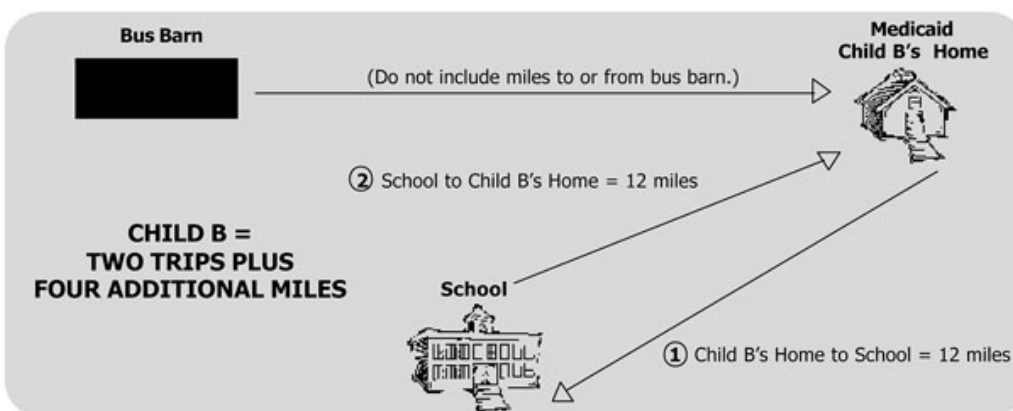 Bus Barn
Medicaid
Child B's Home
(Do not include miles to or from bus barn.)
② School to Child B's Home = 12 miles
CHILD B =
TWO TRIPS PLUS
FOUR ADDITIONAL MILES
School
① Child B's Home to School = 12 miles